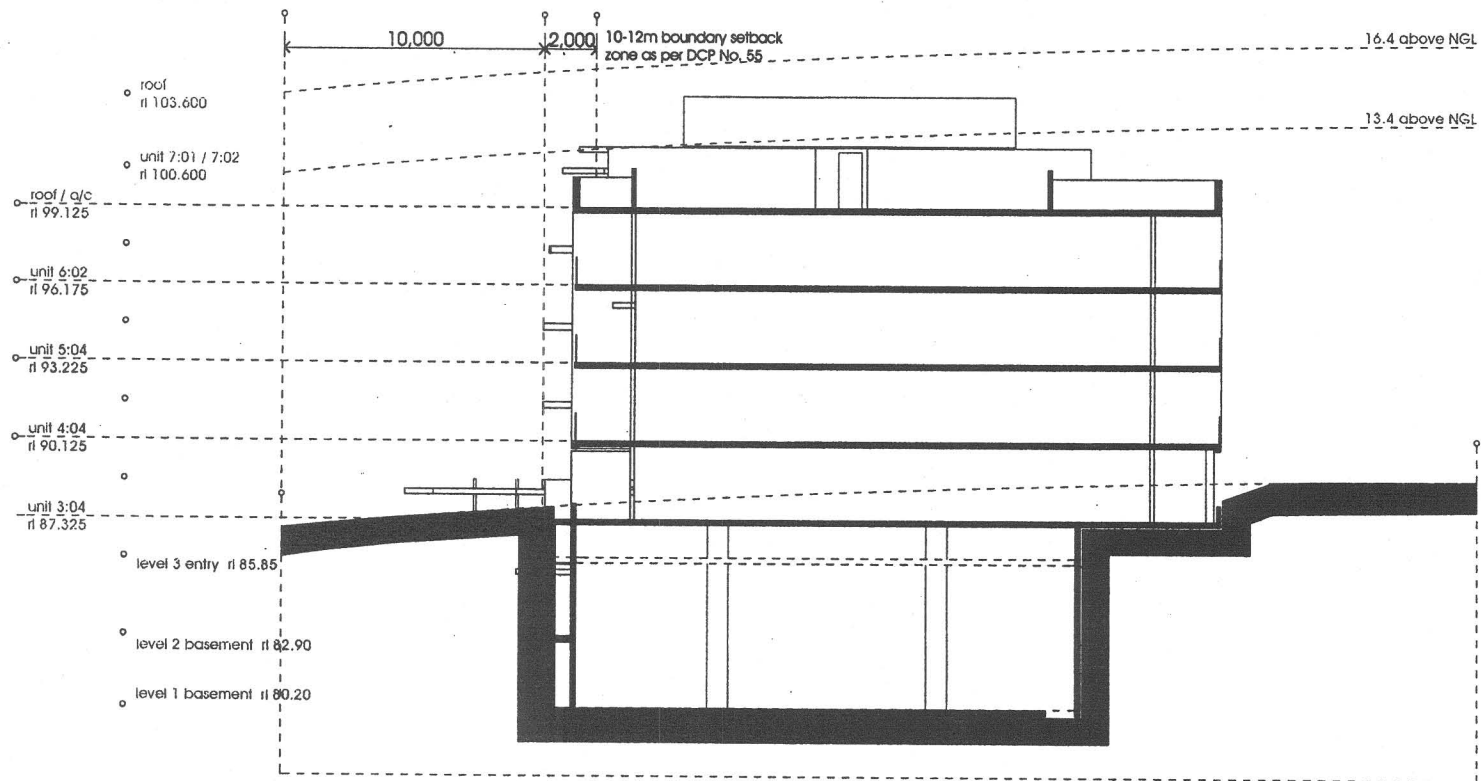 10,000
2,000
10-12m boundary setback
zone as per DCP No. 55
16.4 above NGL
roof
rl 103.600
13.4 above NGL
unit 7:01 / 7:02
rl 100.600
roof / a/c
rl 99.125
unit 6:02
rl 96.175
unit 5:04
rl 93.225
unit 4:04
rl 90.125
unit 3:04
rl 87.325
level 3 entry rl 85.85
level 2 basement rl 82.90
level 1 basement rl 80.20